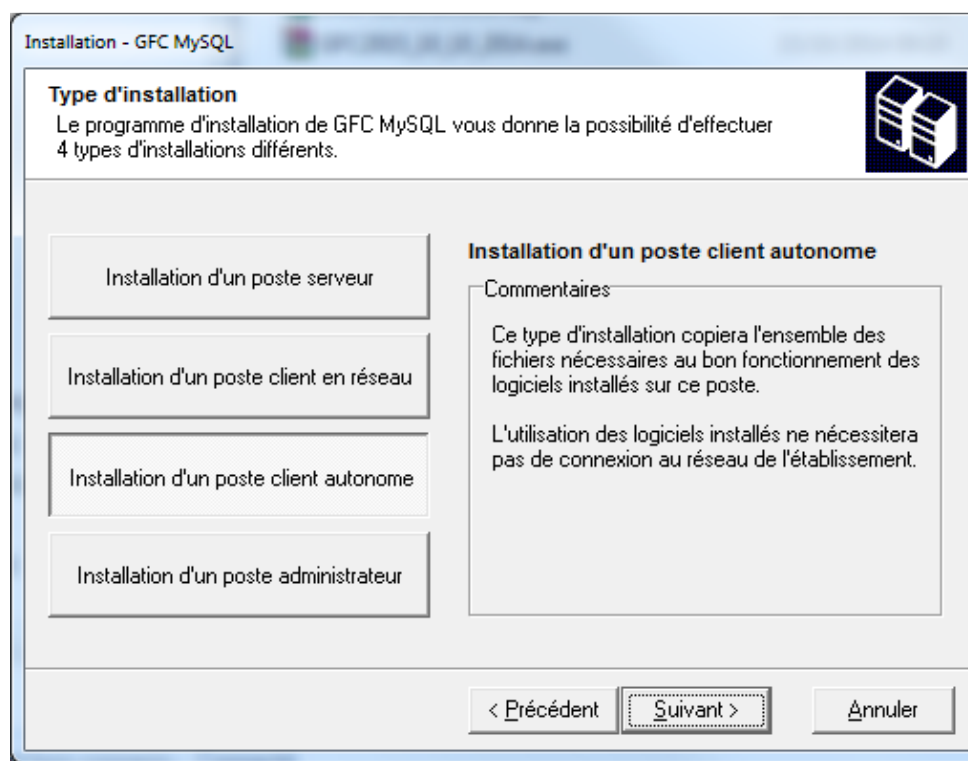 Installation - GFC MySQL
Type d'installation
Le programme d'installation de GFC MySQL vous donne la possibilité d'effectuer
4 types d'installations différents.
Installation d'un poste serveur
Installation d'un poste client en réseau
Installation d'un poste client autonome
Installation d'un poste administrateur
Installation d'un poste client autonome
Commentaires
Ce type d'installation copiera l'ensemble des
fichiers nécessaires au bon fonctionnement des
logiciels installés sur ce poste.
L'utilisation des logiciels installés ne nécessitera
pas de connexion au réseau de l'établissement.
< Précédent
Suivant >
Annuler